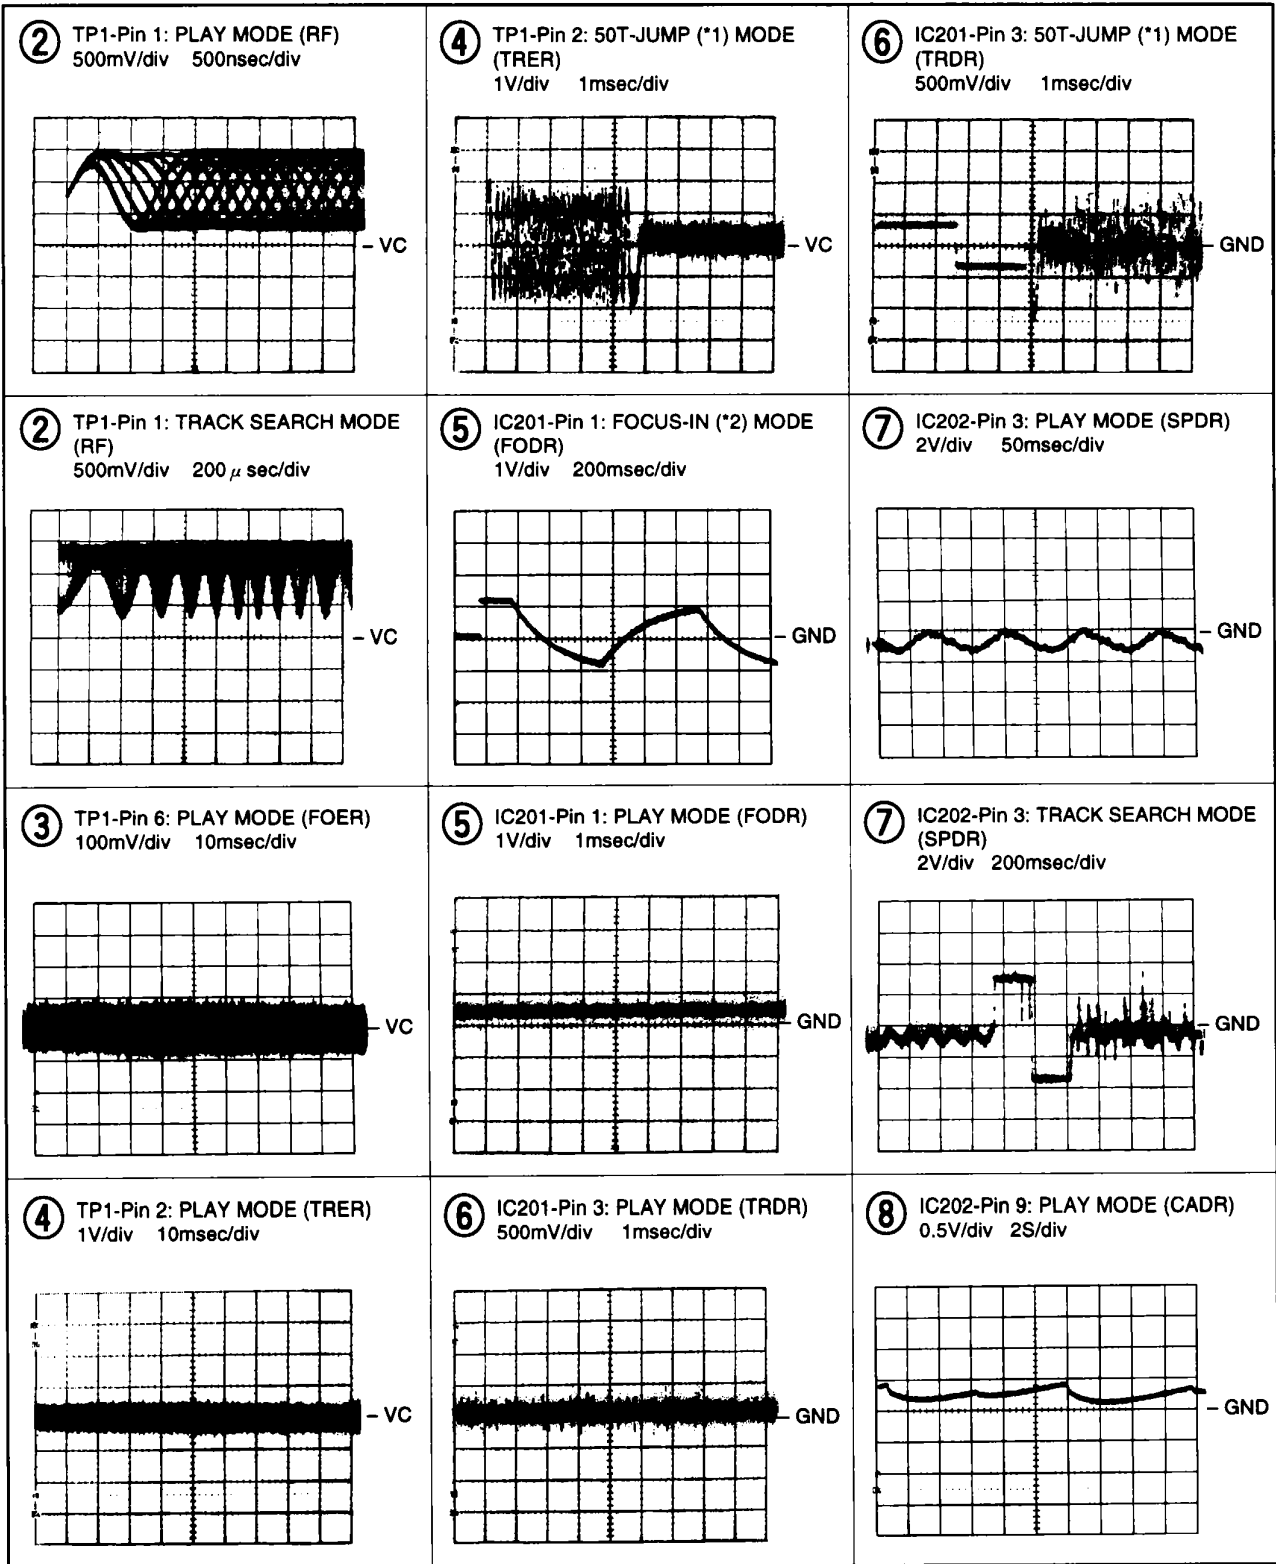 ② TP1-Pin 1: PLAY MODE (RF)
500mV/div 500nsec/div
- VC
④ TP1-Pin 2: 50T-JUMP (*1) MODE
(TRER)
1V/div 1msec/div
- VC
⑥ IC201-Pin 3: 50T-JUMP (*1) MODE
(TRDR)
500mV/div 1msec/div
- GND
② TP1-Pin 1: TRACK SEARCH MODE
(RF)
500mV/div 200 μ sec/div
- VC
⑤ IC201-Pin 1: FOCUS-IN (*2) MODE
(FODR)
1V/div 200msec/div
- GND
⑦ IC202-Pin 3: PLAY MODE (SPDR)
2V/div 50msec/div
- GND
③ TP1-Pin 6: PLAY MODE (FOER)
100mV/div 10msec/div
- VC
⑤ IC201-Pin 1: PLAY MODE (FODR)
1V/div 1msec/div
- GND
⑦ IC202-Pin 3: TRACK SEARCH MODE
(SPDR)
2V/div 200msec/div
- GND
④ TP1-Pin 2: PLAY MODE (TRER)
1V/div 10msec/div
- VC
⑥ IC201-Pin 3: PLAY MODE (TRDR)
500mV/div 1msec/div
- GND
⑧ IC202-Pin 9: PLAY MODE (CADR)
0.5V/div 2S/div
- GND